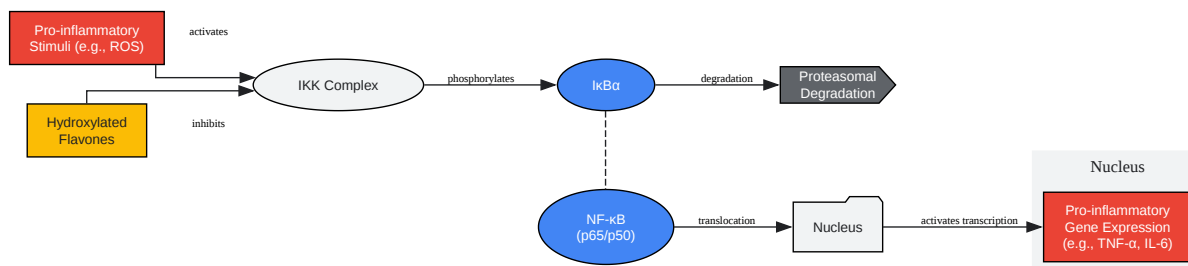 Pro-inflammatory
Stimuli (e.g., ROS)
activates
Hydroxylated
Flavones
inhibits
IKK Complex
phosphorylates
IκBα
degradation
Proteasomal
Degradation
NF-κB
(p65/p50)
translocation
Nucleus
activates transcription
Nucleus
Pro-inflammatory
Gene Expression
(e.g., TNF-α, IL-6)